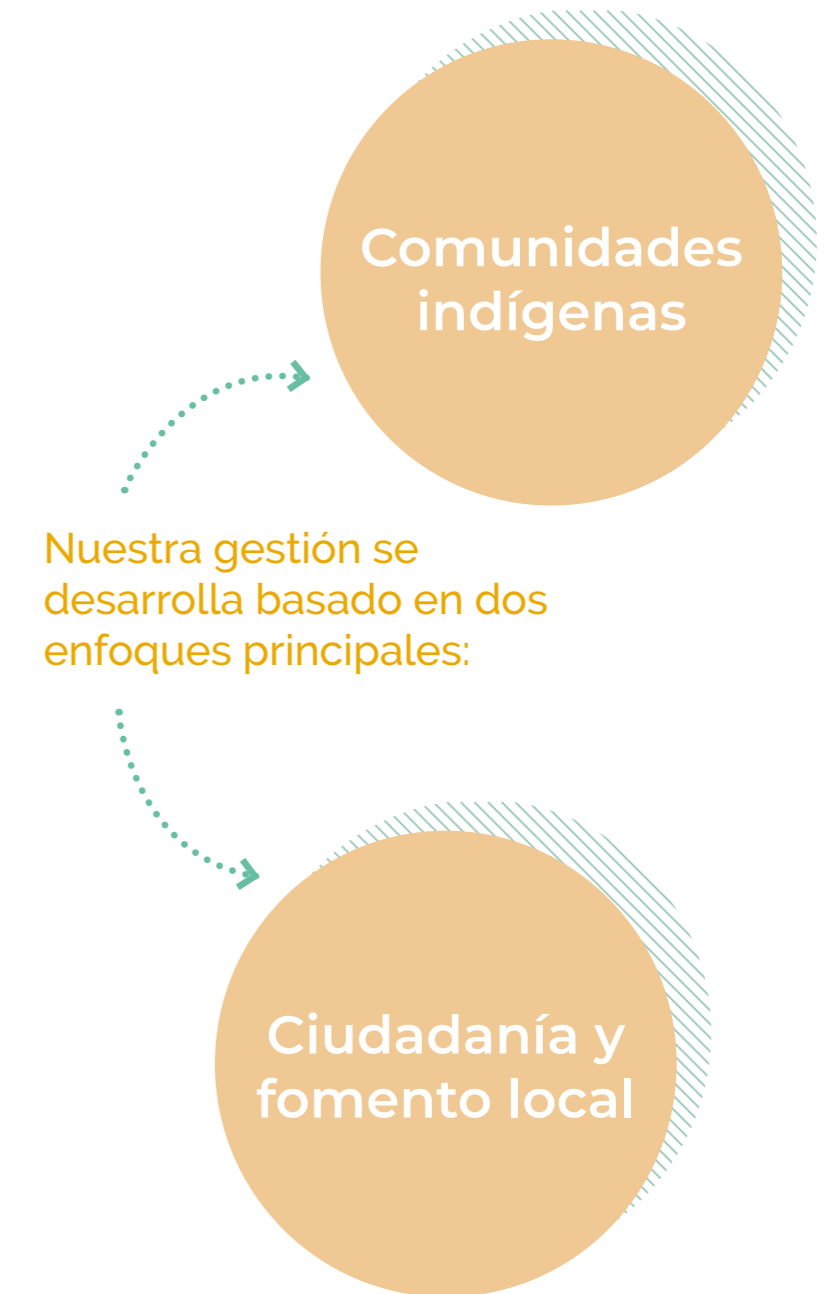 Comunidades
indígenas
Nuestra gestión se
desarrolla basado en dos
enfoques principales:
Ciudadanía y
fomento local